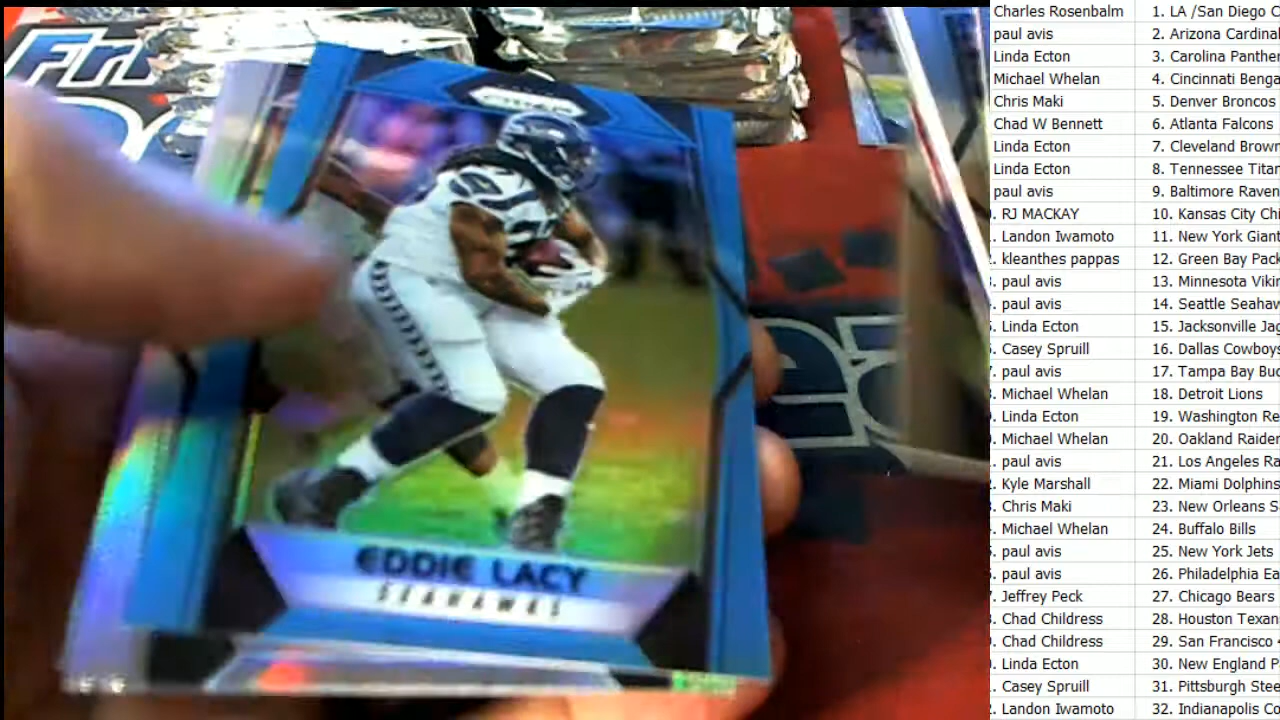 PRIZM
EDDIE LACY
SEAHAWKS
Charles Rosenbalm 1. LA /San Diego C
paul avis 2. Arizona Cardinal
Linda Ecton 3. Carolina Panthe
Michael Whelan 4. Cincinnati Benga
Chris Maki 5. Denver Broncos
Chad W Bennett 6. Atlanta Falcons
Linda Ecton 7. Cleveland Brown
Linda Ecton 8. Tennessee Titar
paul avis 9. Baltimore Raven
. RJ MACKAY 10. Kansas City Ch
. Landon Iwamoto 11. New York Giant
. kleanthes pappas 12. Green Bay Pack
. paul avis 13. Minnesota Vikir
. paul avis 14. Seattle Seahav
. Linda Ecton 15. Jacksonville Jag
. Casey Spruill 16. Dallas Cowboys
. paul avis 17. Tampa Bay Buc
. Michael Whelan 18. Detroit Lions
. Linda Ecton 19. Washington Re
. Michael Whelan 20. Oakland Raider
. paul avis 21. Los Angeles Ra
. Kyle Marshall 22. Miami Dolphins
. Chris Maki 23. New Orleans S
. Michael Whelan 24. Buffalo Bills
. paul avis 25. New York Jets
. paul avis 26. Philadelphia Ea
. Jeffrey Peck 27. Chicago Bears
. Chad Childress 28. Houston Texan
. Chad Childress 29. San Francisco
. Linda Ecton 30. New England P
. Casey Spruill 31. Pittsburgh Stee
. Landon Iwamoto 32. Indianapolis Co